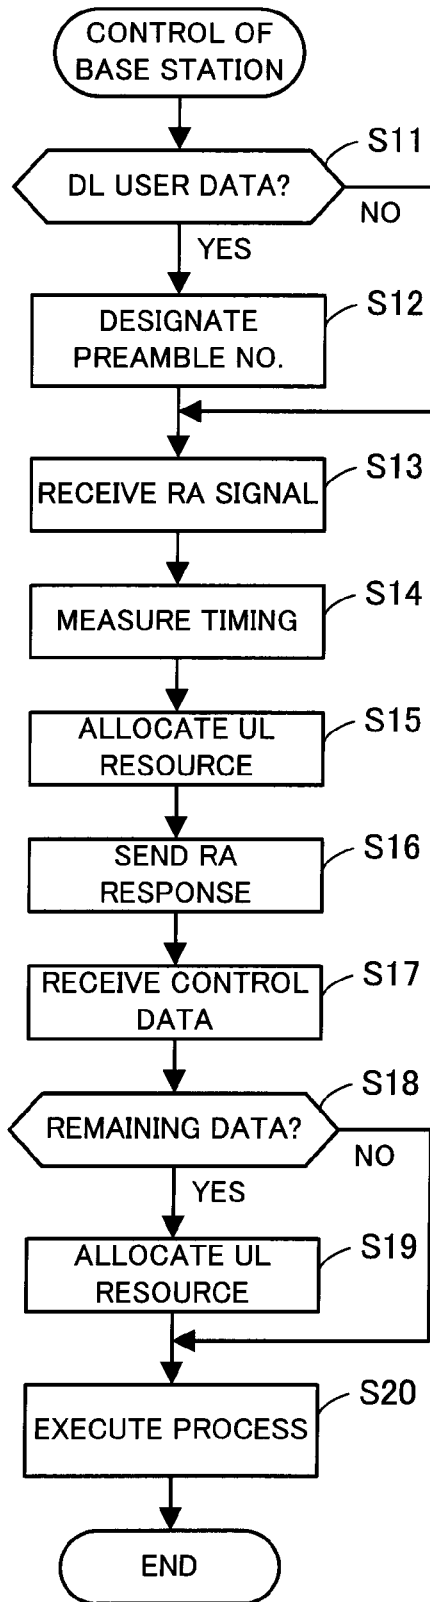 CONTROL OF
BASE STATION
S11
DL USER DATA?
NO
YES
S12
DESIGNATE
PREAMBLE NO.
S13
RECEIVE RA SIGNAL
S14
MEASURE TIMING
S15
ALLOCATE UL
RESOURCE
S16
SEND RA
RESPONSE
S17
RECEIVE CONTROL
DATA
S18
REMAINING DATA?
NO
YES
S19
ALLOCATE UL
RESOURCE
S20
EXECUTE PROCESS
END